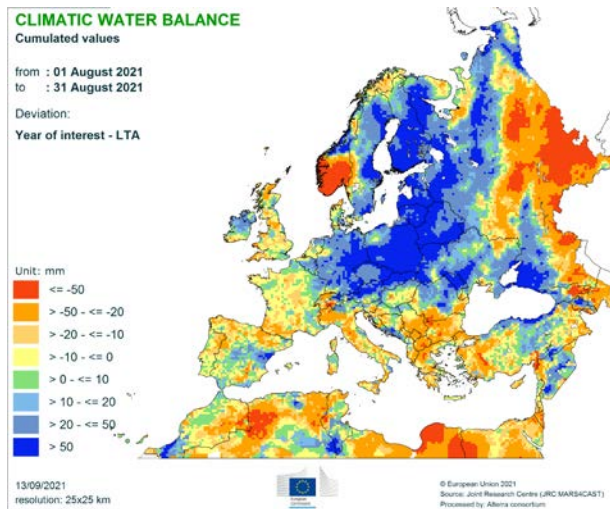 CLIMATIC WATER BALANCE
Cumulated values
from : 01 August 2021
to : 31 August 2021
Deviation:
Year of interest - LTA
Unit: mm
<= -50
> -50 - <= -20
> -20 - <= -10
> -10 - <= 0
> 0 - <= 10
> 10 - <= 20
> 20 - <= 50
> 50
13/09/2021
resolution: 25x25 km
© European Union 2021
Source: Joint Research Centre (JRC MARS4CAST)
Processed by: Alterra consortium